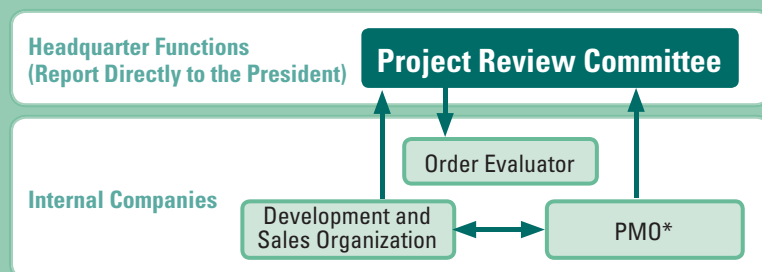 Headquarter Functions
(Report Directly to the President)
Project Review Committee
Order Evaluator
Internal Companies
Development and
Sales Organization
PMO*